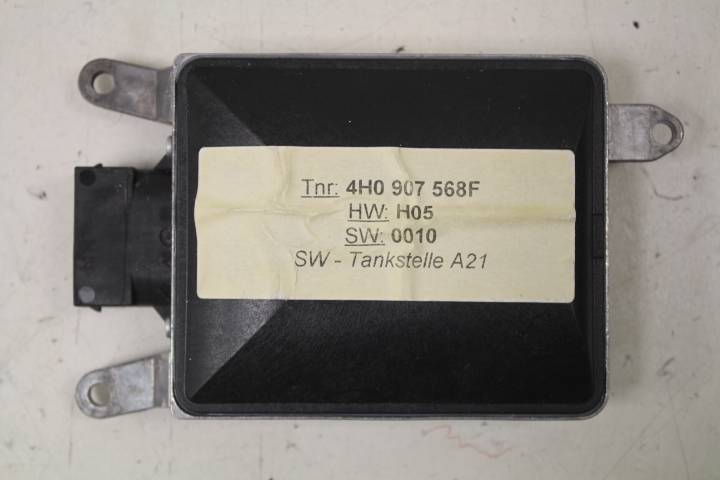 Tnr: 4H0 907 568F
HW: H05
SW: 0010
SW - Tankstelle A21